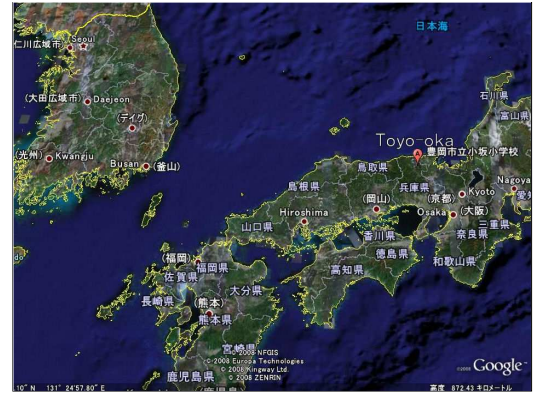 日本海
仁川広域市) Seoul
石川県
富山県
(大田広域市) Daejeon
(テイグ)
Toyo-oka
豊岡市立小坂小学校
(光州) Kwangju
Busan (釜山)
鳥取県
兵庫県
(京都) Kyoto
Nagoya
愛知
島根県
(岡山)
Osaka (大阪)
三重県
Hiroshima
奈良県
山口県
香川県
徳島県
和歌山県
高知県
(福岡)
福岡県
佐賀県
do
大分県
長崎県
(熊本)
熊本県
宮崎県
© 2008 NFGIS
© 2008 Europa Technologies
© 2008 Kingway Ltd.
© 2008 ZENRIN
鹿児島県
©2008 Google™
10" N 131° 24'57.80" E
高度 872.43 キロメートル